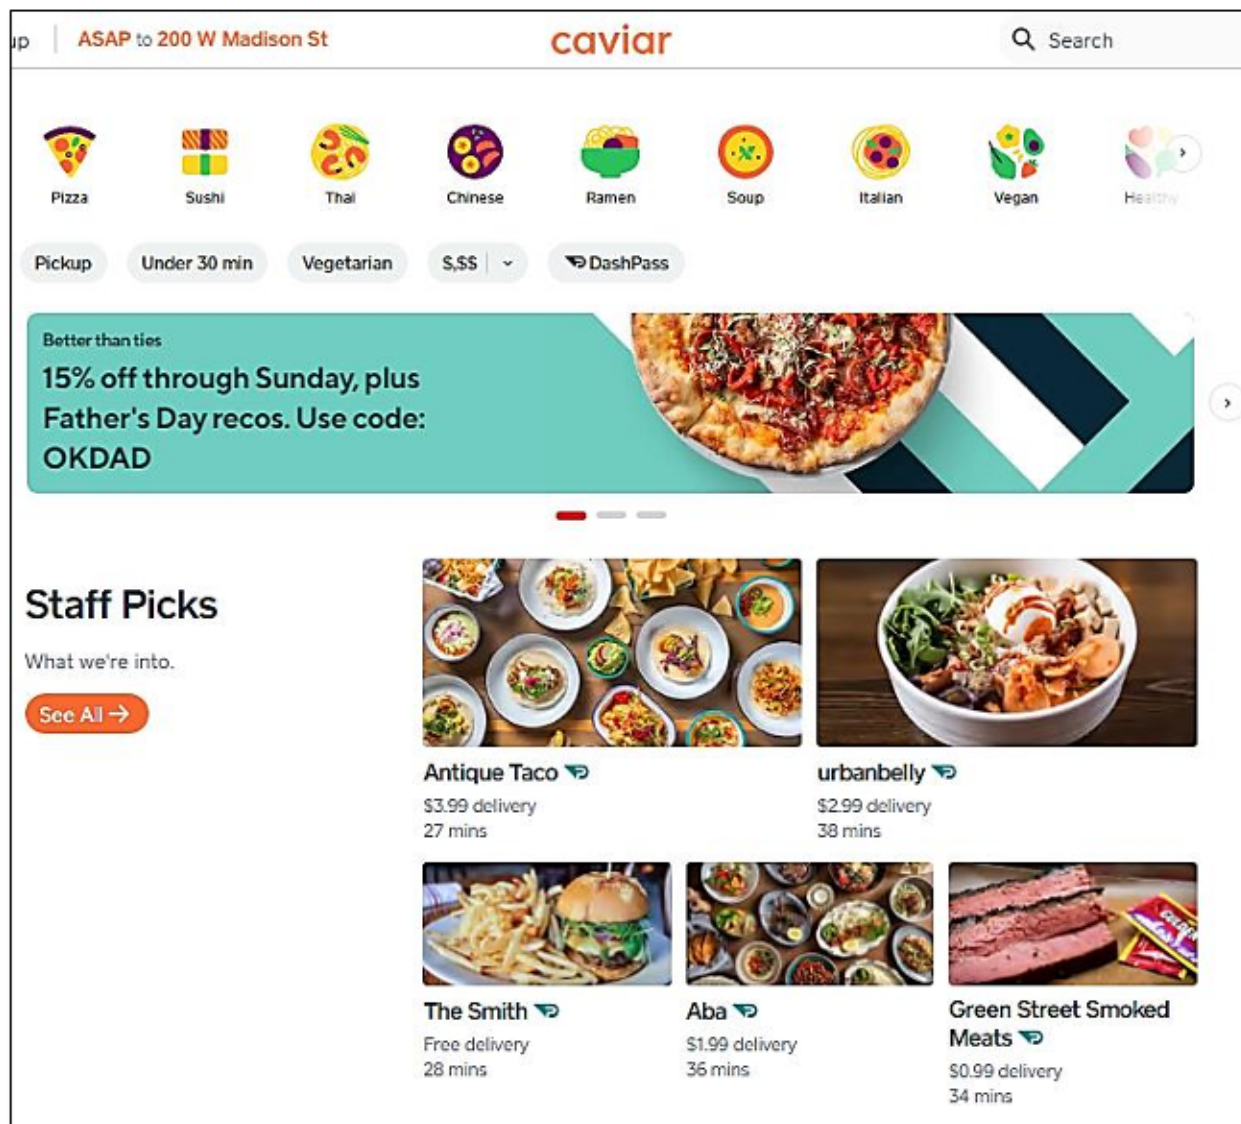 up
ASAP to 200 W Madison St
caviar
Search
Pizza
Sushi
Thai
Chinese
Ramen
Soup
Italian
Vegan
Healthy
Pickup
Under 30 min
Vegetarian
$,$$
DashPass
Better than ties
15% off through Sunday, plus
Father's Day recos. Use code:
OKDAD
Staff Picks
What we're into.
See All →
Antique Taco
$3.99 delivery
27 mins
urbanbelly
$2.99 delivery
38 mins
The Smith
Free delivery
28 mins
Aba
$1.99 delivery
36 mins
Green Street Smoked
Meats
$0.99 delivery
34 mins